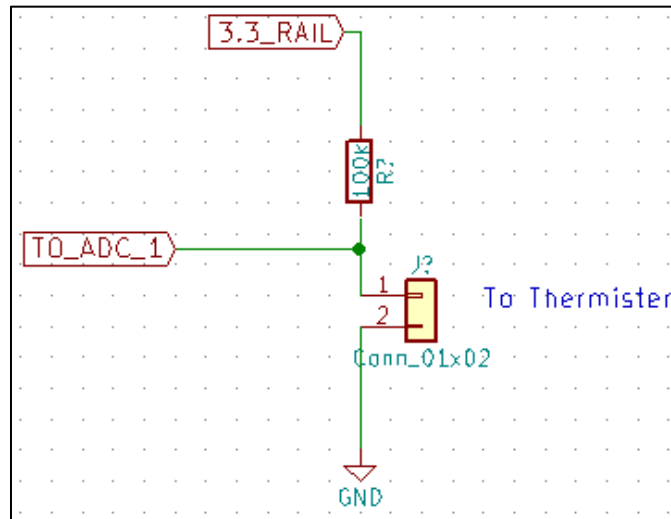 3.3_RAIL
100k
R?
TO_ADC_1
J?
1
To Thermister
2
Conn_01x02
GND